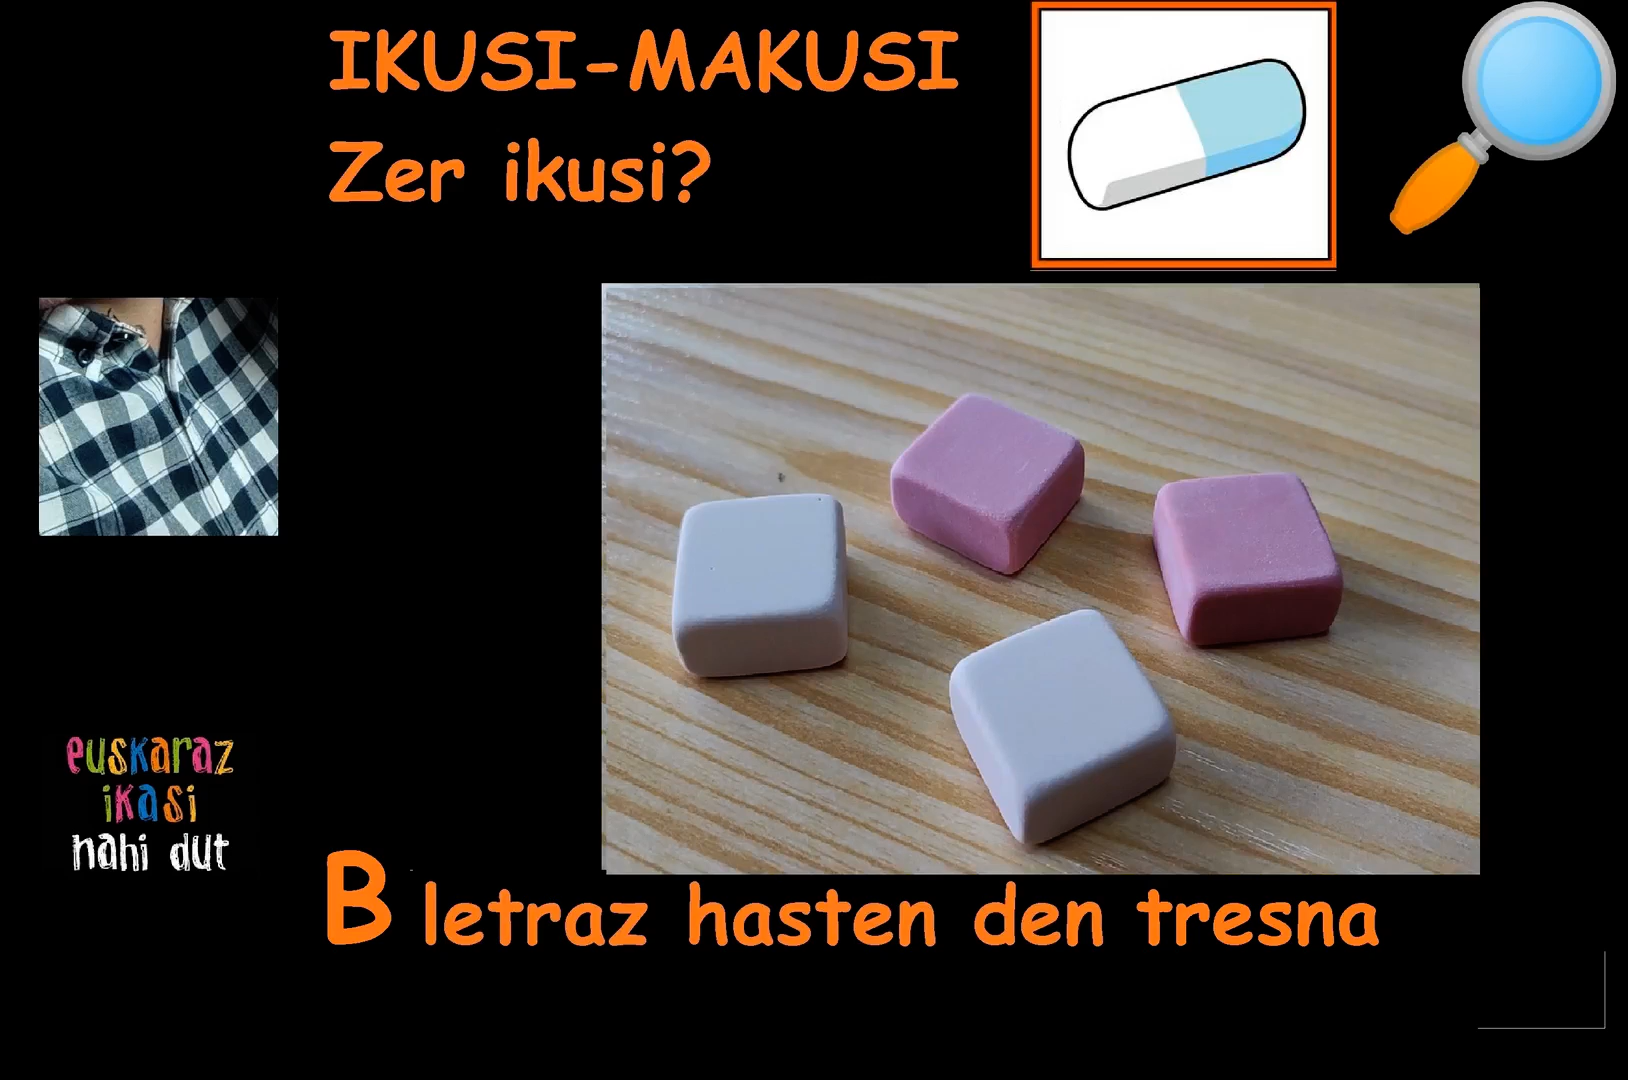 IKUSI-MAKUSI
Zer ikusi?
euskaraz
ikasi
nahi dut
B letraz hasten den tresna